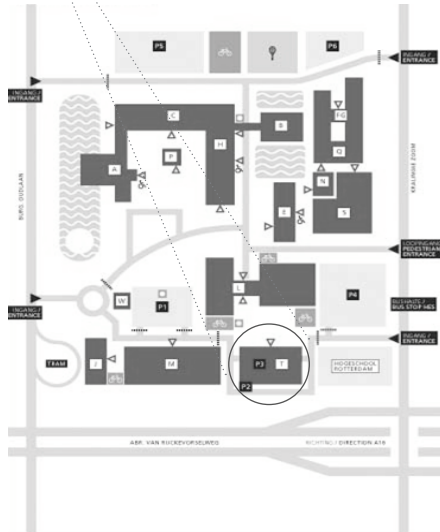 P5
P6
INGANG /
ENTRANCE
INGANG /
ENTRANCE
C
FG
B
H
P
Q
A
N
E
S
BURG. OUDLAAN
KRALINGSE ZOOM
LOOPINGANG
PEDESTRIAN
ENTRANCE
L
W
P1
P4
BUSHALTE /
BUS STOP HES
INGANG /
ENTRANCE
INGANG /
ENTRANCE
TRAM
J
M
P3
T
P2
HOGESCHOOL
ROTTERDAM
ABR. VAN RIJCKEVORSELWEG
RICHTING / DIRECTION A16